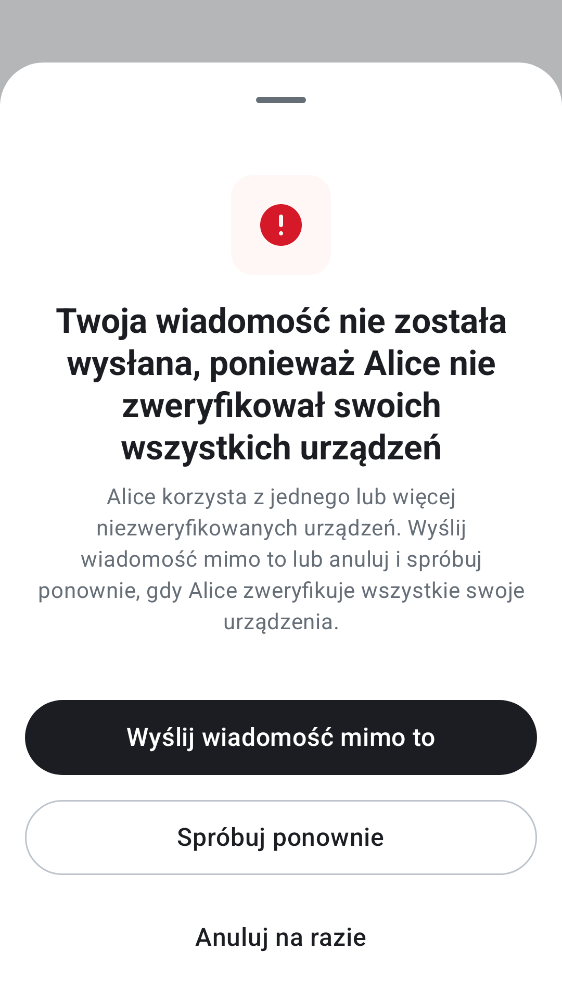 Twoja wiadomość nie została
wysłana, ponieważ Alice nie
zweryfikował swoich
wszystkich urządzeń
Alice korzysta z jednego lub więcej
niezweryfikowanych urządzeń. Wyślij
wiadomość mimo to lub anuluj i spróbuj
ponownie, gdy Alice zweryfikuje wszystkie swoje
urządzenia.
Wyślij wiadomość mimo to
Spróbuj ponownie
Anuluj na razie